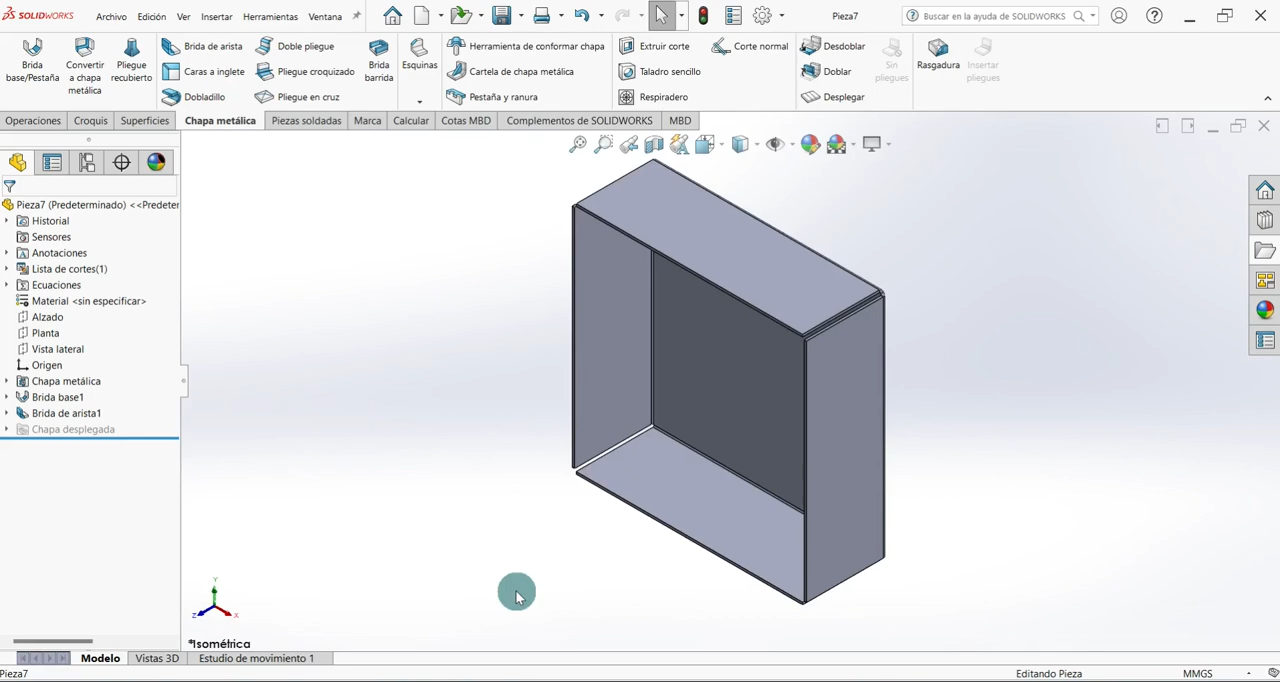 SOLIDWORKS Archivo Edición Ver Insertar Herramientas Ventana Pieza7 Buscar en la ayuda de SOLIDWORKS
Brida base/Pestaña
Convertir a chapa metálica
Pliegue recubierto
Brida de arista
Caras a inglete
Dobladillo
Doble pliegue
Pliegue croquizado
Pliegue en cruz
Brida barrida
Esquinas
Herramienta de conformar chapa
Cartela de chapa metálica
Pestaña y ranura
Extruir corte
Taladro sencillo
Respiradero
Corte normal
Desdoblar
Doblar
Desplegar
Sin pliegues
Rasgadura
Insertar pliegues
Operaciones Croquis Superficies Chapa metálica Piezas soldadas Marca Calcular Cotas MBD Complementos de SOLIDWORKS MBD
Pieza7 (Predeterminado) <<Predeter
Historial
Sensores
Anotaciones
Lista de cortes(1)
Ecuaciones
Material <sin especificar>
Alzado
Planta
Vista lateral
Origen
Chapa metálica
Brida base1
Brida de arista1
Chapa desplegada
Y
Z X
*Isométrica
Modelo Vistas 3D Estudio de movimiento 1
Pieza7 Editando Pieza MMGS